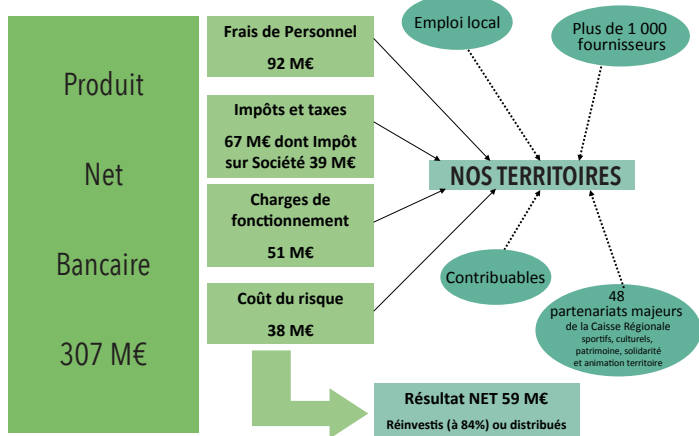 Produit
Net
Bancaire
307 M€
Frais de Personnel
92 M€
Impôts et taxes
67 M€ dont Impôt
sur Société 39 M€
Charges de
fonctionnement
51 M€
Coût du risque
38 M€
Emploi local
Plus de 1 000
fournisseurs
NOS TERRITOIRES
Contribuables
48
partenariats majeurs
de la Caisse Régionale
sportifs, culturels,
patrimoine, solidarité
et animation territoire
Résultat NET 59 M€
Réinvestis (à 84%) ou distribués